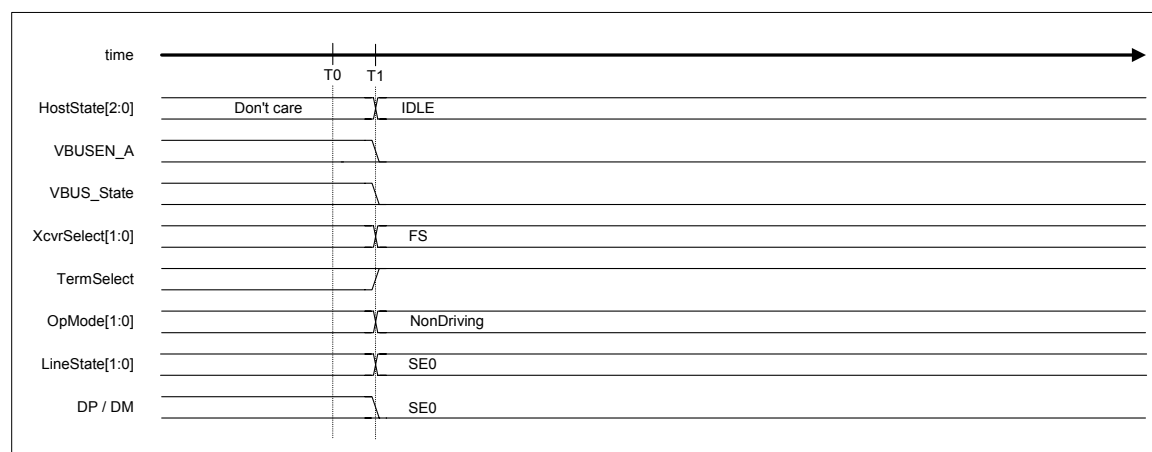 time
T0 T1
HostState[2:0] Don't care IDLE
VBUSEN_A
VBUS_State
XcvrSelect[1:0] FS
TermSelect
OpMode[1:0] NonDriving
LineState[1:0] SE0
DP / DM SE0